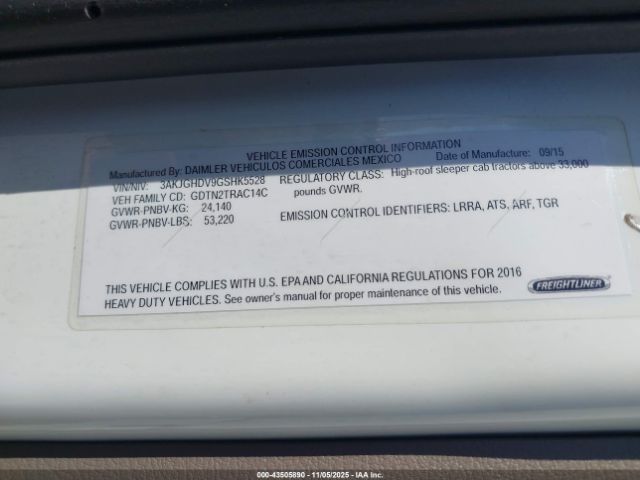 VEHICLE EMISSION CONTROL INFORMATION
Manufactured By: DAIMLER VEHICULOS COMERCIALES MEXICO
Date of Manufacture: 09/15
VIN/NIV: 3AKJGHDV9GSHK5528
VEH FAMILY CD: GDTN2TRAC14C
GVWR-PNBV-KG: 24,140
GVWR-PNBV-LBS: 53,220
REGULATORY CLASS: High-roof sleeper cab tractors above 33,000
pounds GVWR.
EMISSION CONTROL IDENTIFIERS: LRRA, ATS, ARF, TGR
THIS VEHICLE COMPLIES WITH U.S. EPA AND CALIFORNIA REGULATIONS FOR 2016
HEAVY DUTY VEHICLES. See owner's manual for proper maintenance of this vehicle.
FREIGHTLINER
000-43505890 - 11/05/2025 - IAA, Inc.